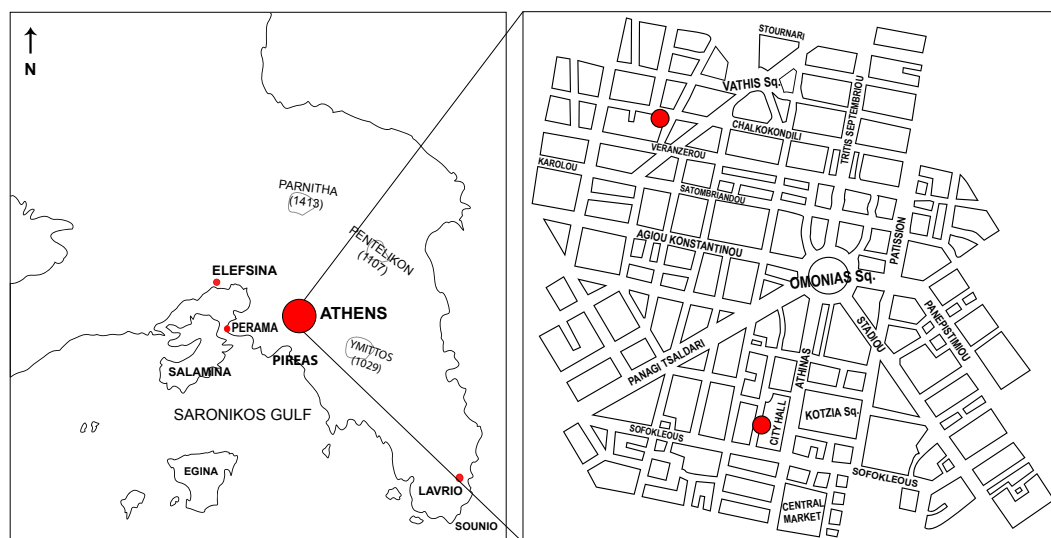 N
PARNITHA
(1413)
PENTELIKON
(1107)
ELEFSINA
ATHENS
PERAMA
YMITTOS
(1029)
PIREAS
SALAMINA
SARONIKOS GULF
EGINA
LAVRIO
SOUNIO
STOURNARI
VATHIS Sq.
TRITIS SEPTEMBRIOU
CHALKOKONDILI
VERANZEROU
KAROLOU
SATOMBRIANDOU
PATISSION
AGIOU KONSTANTINOU
OMONIAS Sq.
PANEPISTIMIOU
STADIOU
PANAGI TSALDARI
ATHINAS
CITY HALL
KOTZIA Sq.
SOFOKLEOUS
SOFOKLEOUS
CENTRAL
MARKET